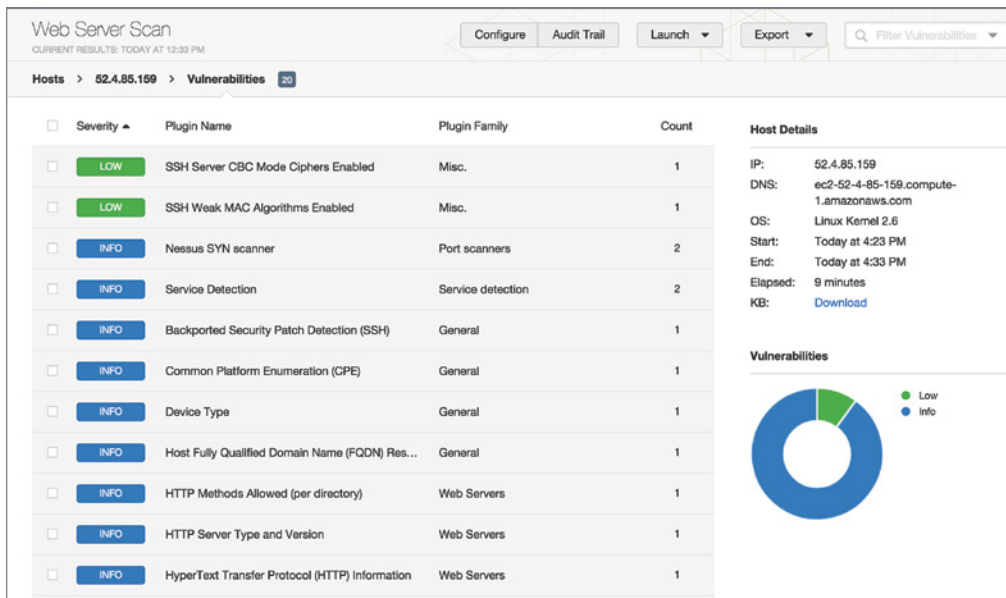 Web Server Scan
CURRENT RESULTS: TODAY AT 12:33 PM
Configure Audit Trail Launch Export Filter Vulnerabilities
Hosts > 52.4.85.159 > Vulnerabilities 20
Severity Plugin Name Plugin Family Count
LOW SSH Server CBC Mode Ciphers Enabled Misc. 1
LOW SSH Weak MAC Algorithms Enabled Misc. 1
INFO Nessus SYN scanner Port scanners 2
INFO Service Detection Service detection 2
INFO Backported Security Patch Detection (SSH) General 1
INFO Common Platform Enumeration (CPE) General 1
INFO Device Type General 1
INFO Host Fully Qualified Domain Name (FQDN) Res... General 1
INFO HTTP Methods Allowed (per directory) Web Servers 1
INFO HTTP Server Type and Version Web Servers 1
INFO HyperText Transfer Protocol (HTTP) Information Web Servers 1
Host Details
IP: 52.4.85.159
DNS: ec2-52-4-85-159.compute-
1.amazonaws.com
OS: Linux Kernel 2.6
Start: Today at 4:23 PM
End: Today at 4:33 PM
Elapsed: 9 minutes
KB: Download
Vulnerabilities
Low
Info